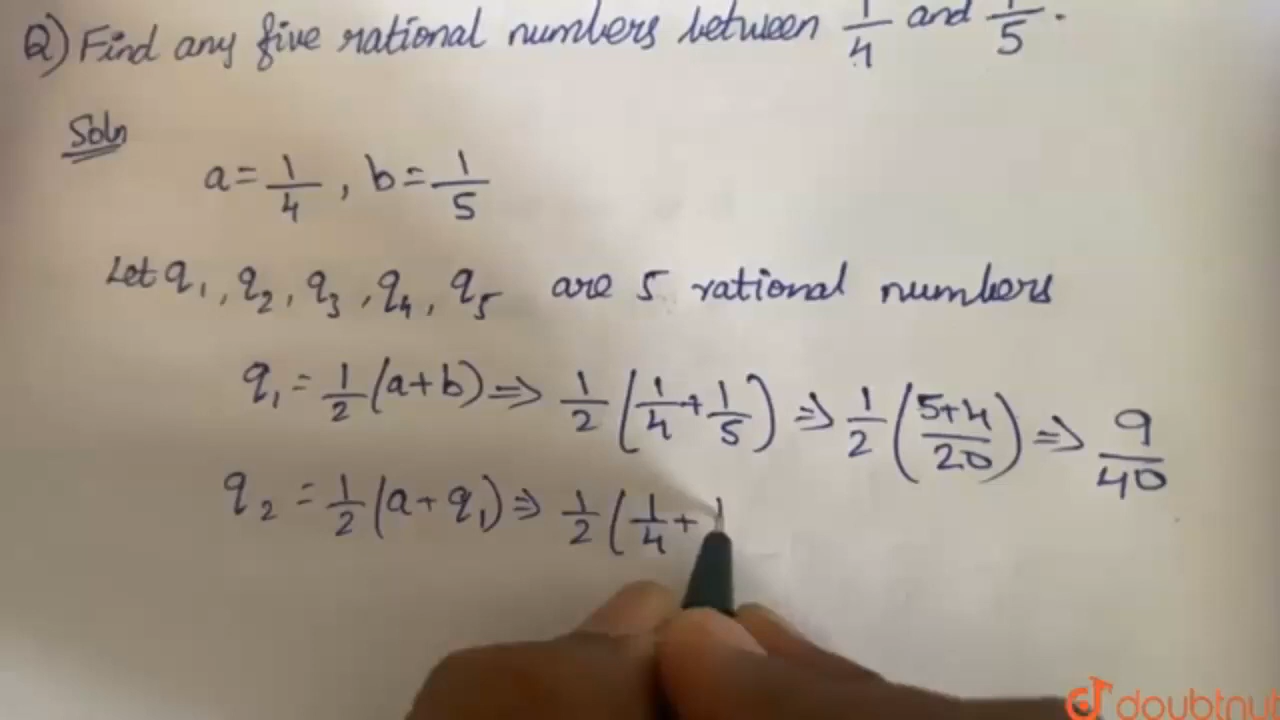 Q) Find any five rational numbers between 1/4 and 1/5.
Soln
a = 1/4, b = 1/5
Let q₁, q₂, q₃, q₄, q₅ are 5 rational numbers
q₁ = 1/2 (a+b) ⇒ 1/2 (1/4 + 1/5) ⇒ 1/2 (5+4/20) ⇒ 9/40
q₂ = 1/2 (a + q₁) ⇒ 1/2 (1/4 + 1
doubtnut